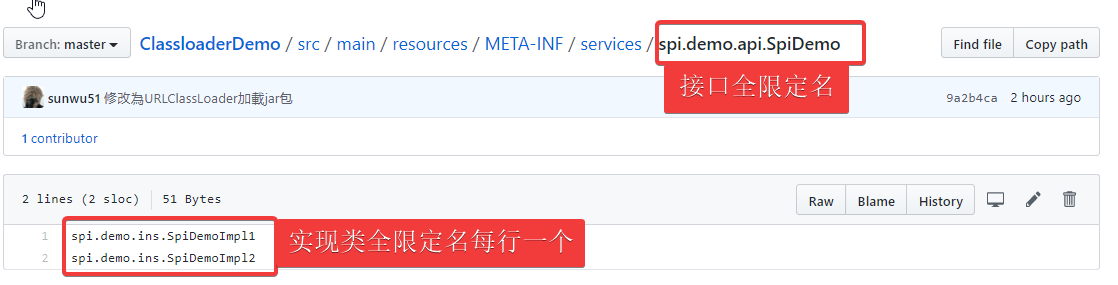 Branch: master
ClassloaderDemo / src / main / resources / META-INF / services / spi.demo.api.SpiDemo
Find file
Copy path
接口全限定名
sunwu51 修改為URLClassLoader加載jar包
9a2b4ca 2 hours ago
1 contributor
2 lines (2 sloc) 51 Bytes
Raw
Blame
History
1 spi.demo.ins.SpiDemoImpl1
2 spi.demo.ins.SpiDemoImpl2
实现类全限定名每行一个